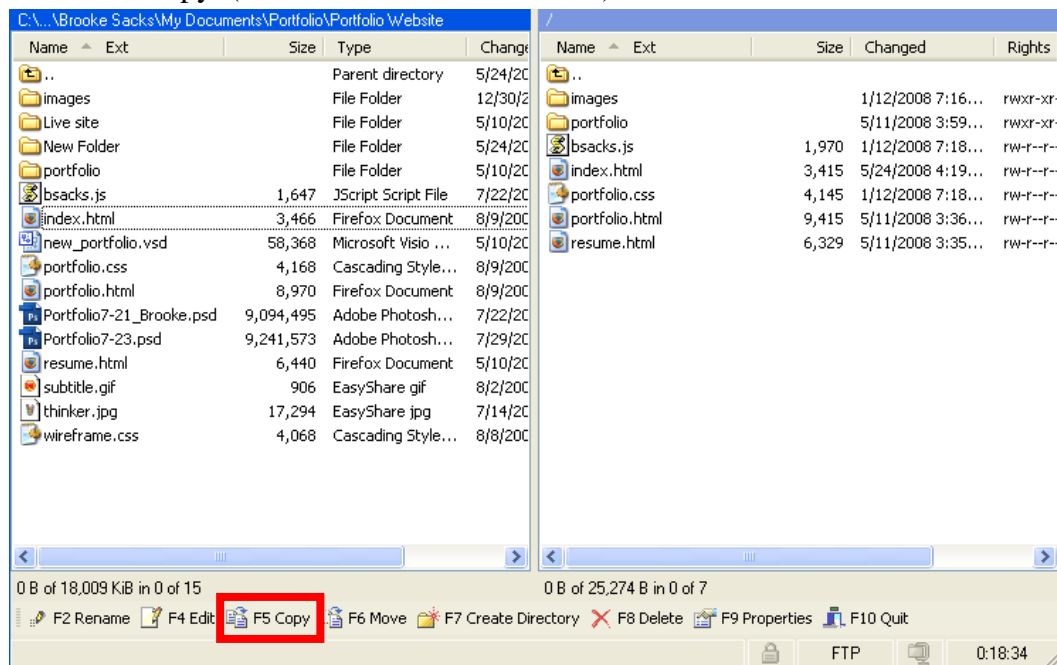 C:\...\Brooke Sacks\My Documents\Portfolio\Portfolio Website /
Name Ext Size Type Change Name Ext Size Changed Rights
.. Parent directory 5/24/20 ..
images File Folder 12/30/2 images 1/12/2008 7:16... rwxr-xr-
Live site File Folder 5/10/20 portfolio 5/11/2008 3:59... rwxr-xr-
New Folder File Folder 5/24/20 bsacks.js 1,970 1/12/2008 7:18... rw-r--r--
portfolio File Folder 5/10/20 index.html 3,415 5/24/2008 4:19... rw-r--r--
bsacks.js 1,647 JScript Script File 7/22/20 portfolio.css 4,145 1/12/2008 7:18... rw-r--r--
index.html 3,466 Firefox Document 8/9/200 portfolio.html 9,415 5/11/2008 3:36... rw-r--r--
new_portfolio.vsd 58,368 Microsoft Visio ... 5/10/20 resume.html 6,329 5/11/2008 3:35... rw-r--r--
portfolio.css 4,168 Cascading Style... 8/9/200
portfolio.html 8,970 Firefox Document 8/9/200
Portfolio7-21_Brooke.psd 9,094,495 Adobe Photosh... 7/22/20
Portfolio7-23.psd 9,241,573 Adobe Photosh... 7/29/20
resume.html 6,440 Firefox Document 5/10/20
subtitle.gif 906 EasyShare gif 8/2/200
thinker.jpg 17,294 EasyShare jpg 7/14/20
wireframe.css 4,068 Cascading Style... 8/8/200
0 B of 18,009 KiB in 0 of 15 0 B of 25,274 B in 0 of 7
F2 Rename F4 Edit F5 Copy F6 Move F7 Create Directory F8 Delete F9 Properties F10 Quit
FTP 0:18:34